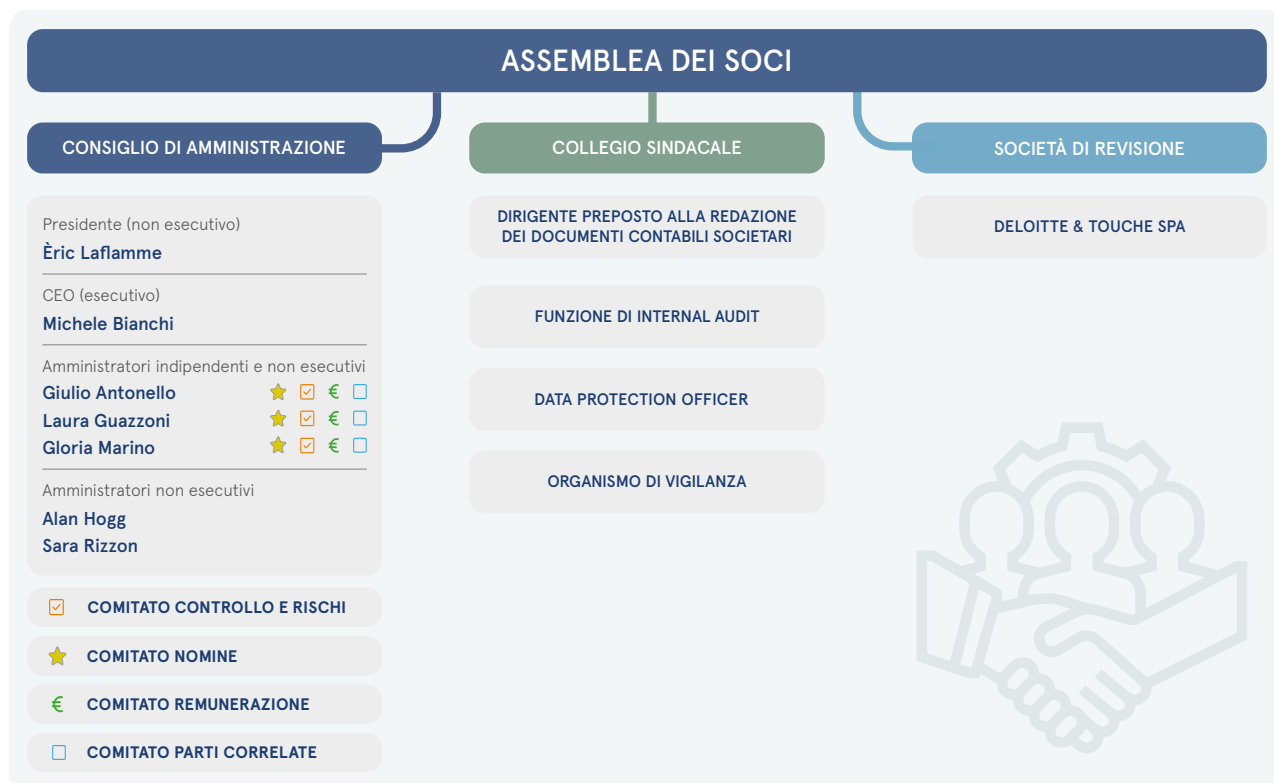 ASSEMBLEA DEI SOCI
CONSIGLIO DI AMMINISTRAZIONE
Presidente (non esecutivo)
Èric Laflamme
CEO (esecutivo)
Michele Bianchi
Amministratori indipendenti e non esecutivi
Giulio Antonello €
Laura Guazzoni €
Gloria Marino €
Amministratori non esecutivi
Alan Hogg
Sara Rizzon
COMITATO CONTROLLO E RISCHI
COMITATO NOMINE
€ COMITATO REMUNERAZIONE
COMITATO PARTI CORRELATE
COLLEGIO SINDACALE
DIRIGENTE PREPOSTO ALLA REDAZIONE
DEI DOCUMENTI CONTABILI SOCIETARI
FUNZIONE DI INTERNAL AUDIT
DATA PROTECTION OFFICER
ORGANISMO DI VIGILANZA
SOCIETÀ DI REVISIONE
DELOITTE & TOUCHE SPA